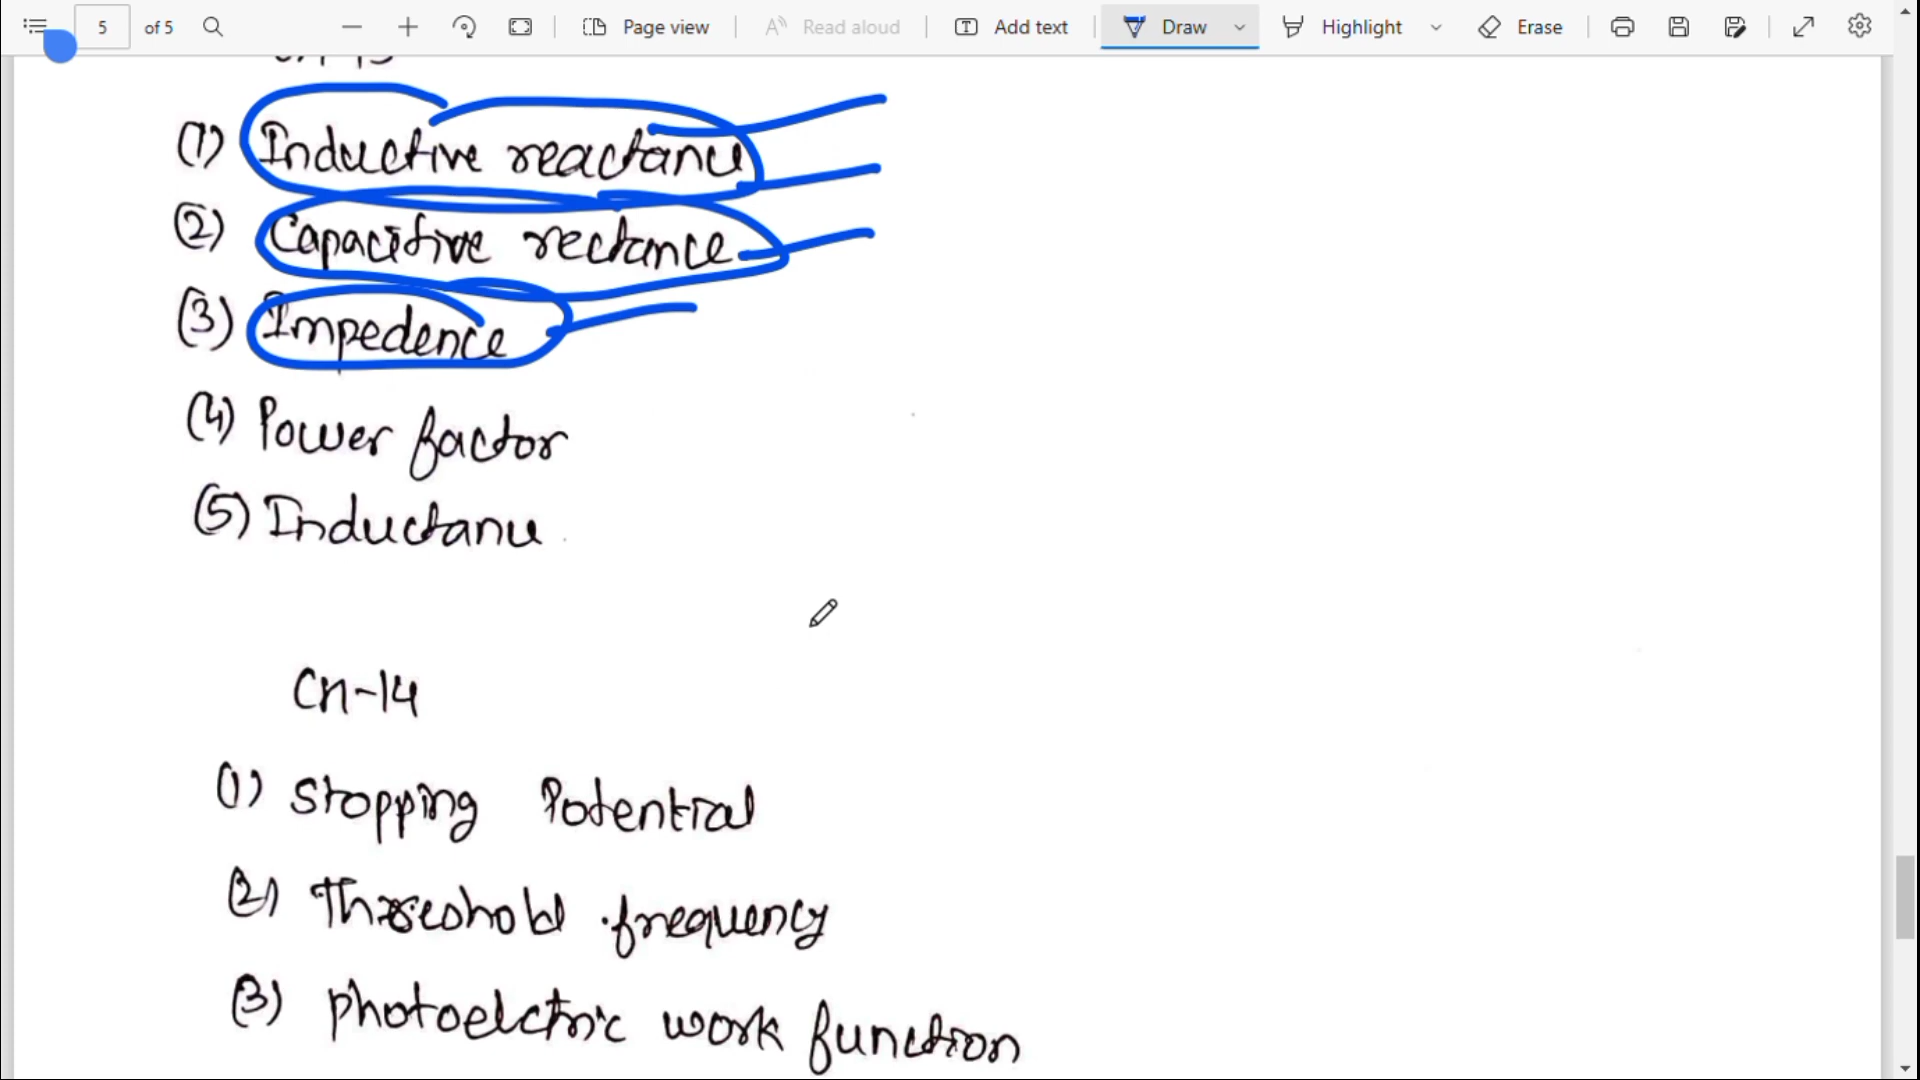 5 of 5 Page view Read aloud Add text Draw Highlight Erase
(1) Inductive reactance
(2) Capacitive rectance
(3) Impedence
(4) Power factor
(5) Inductance
Ch-14
(1) Stopping Potential
(2) Threshold frequency
(3) Photoelctric work function